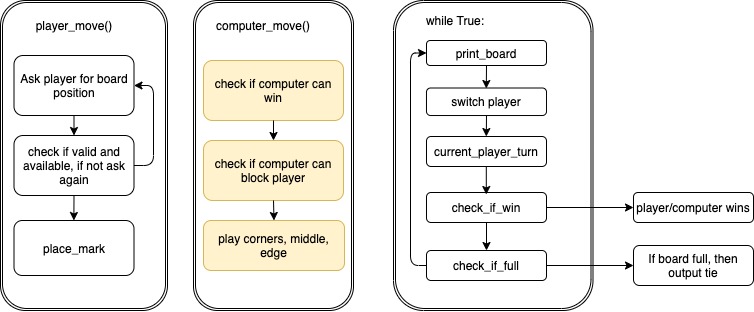 player_move()
Ask player for board
position
check if valid and
available, if not ask
again
place_mark
computer_move()
check if computer can
win
check if computer can
block player
play corners, middle,
edge
while True:
print_board
switch player
current_player_turn
check_if_win
player/computer wins
check_if_full
If board full, then
output tie